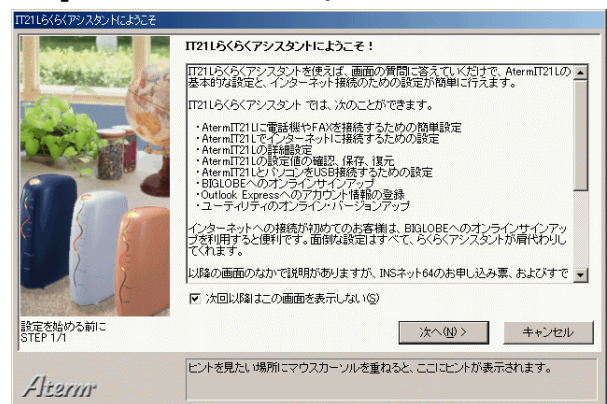 IT21Lらくらくアシスタントにようこそ
IT21Lらくらくアシスタントにようこそ！
IT21Lらくらくアシスタントを使えば、画面の質問に答えていくだけで、AtermIT21Lの
基本的な設定と、インターネット接続のための設定が簡単に行えます。
IT21Lらくらくアシスタント では、次のことができます。
・AtermIT21Lに電話機やFAXを接続するための簡単設定
・AtermIT21Lでインターネットに接続するための設定
・AtermIT21Lの詳細設定
・AtermIT21Lの設定値の確認、保存、復元
・AtermIT21LとパソコンをUSB接続するための設定
・BIGLOBEへのオンラインサインアップ
・Outlook Expressへのアカウント情報の登録
・ユーティリティのオンライン・バージョンアップ
インターネットへの接続が初めてのお客様は、BIGLOBEへのオンラインサインアッ
プを利用すると便利です。面倒な設定はすべて、らくらくアシスタントが肩代わりし
てくれます。
以降の画面のなかで説明がありますが、INSネット64のお申し込み票、およびすで
次回以降はこの画面を表示しない(S)
設定を始める前に
STEP 1/1
次へ(N) >
キャンセル
Aterm
ヒントを見たい場所にマウスカーソルを重ねると、ここにヒントが表示されます。